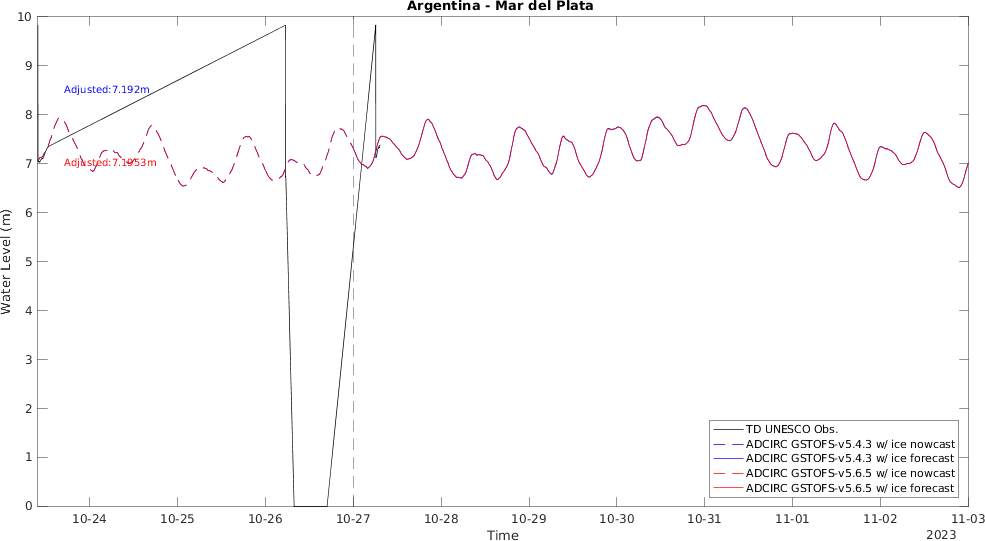 Argentina - Mar del Plata
10
9
8
7
6
5
4
3
2
1
0
Water Level (m)
Adjusted:7.192m
Adjusted:7.1953m
TD UNESCO Obs.
ADCIRC GSTOFS-v5.4.3 w/ ice nowcast
ADCIRC GSTOFS-v5.4.3 w/ ice forecast
ADCIRC GSTOFS-v5.6.5 w/ ice nowcast
ADCIRC GSTOFS-v5.6.5 w/ ice forecast
10-24 10-25 10-26 10-27 10-28 10-29 10-30 10-31 11-01 11-02 11-03
Time
2023